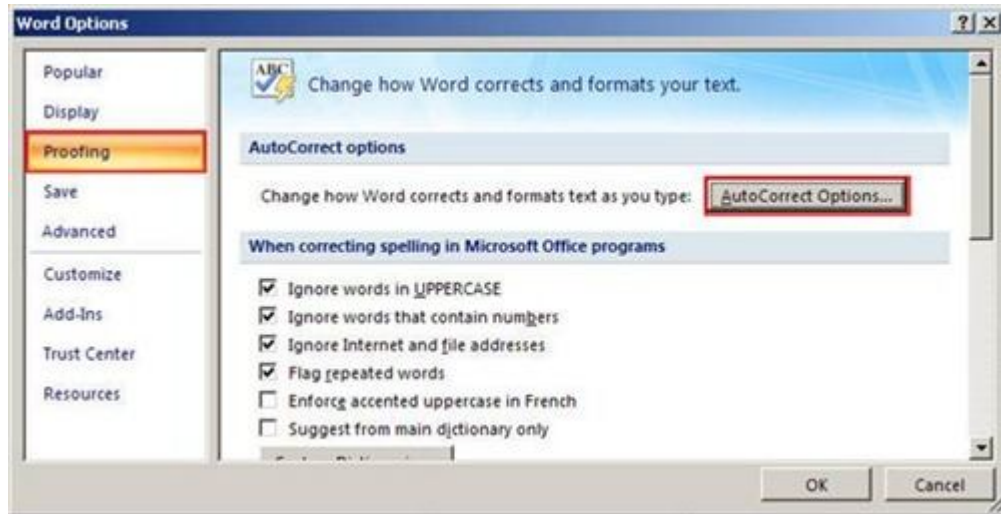 Word Options
Popular
Display
Proofing
Save
Advanced
Customize
Add-Ins
Trust Center
Resources
ABC
Change how Word corrects and formats your text.
AutoCorrect options
Change how Word corrects and formats text as you type: AutoCorrect Options...
When correcting spelling in Microsoft Office programs
Ignore words in UPPERCASE
Ignore words that contain numbers
Ignore Internet and file addresses
Flag repeated words
Enforce accented uppercase in French
Suggest from main dictionary only
OK Cancel